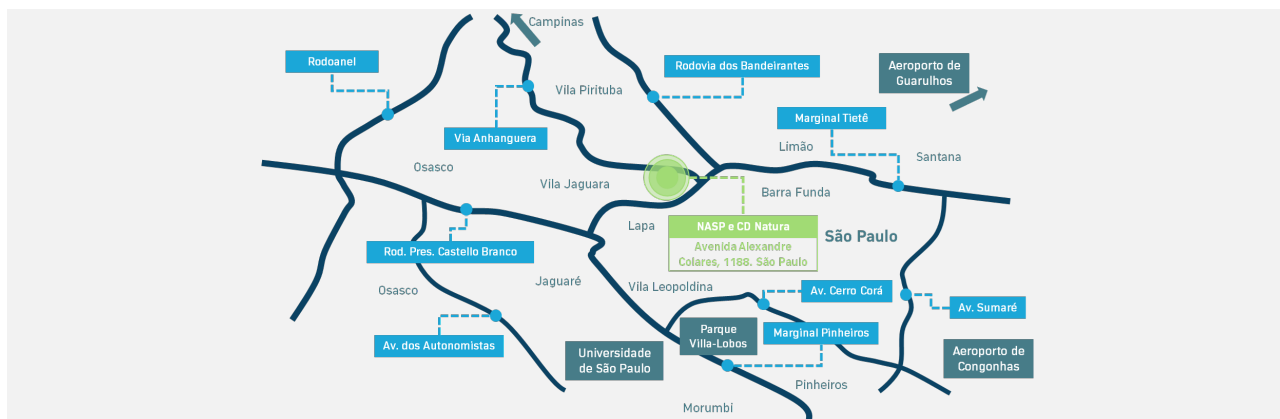 Campinas
Rodoanel
Rodovia dos Bandeirantes
Aeroporto de
Guarulhos
Vila Pirituba
Marginal Tietê
Via Anhanguera
Limão
Santana
Osasco
Vila Jaguara
Barra Funda
Lapa
NASP e CD Natura
Avenida Alexandre
Colares, 1188. São Paulo
São Paulo
Rod. Pres. Castello Branco
Jaguaré
Vila Leopoldina
Osasco
Av. Cerro Corá
Av. Sumaré
Parque
Villa-Lobos
Marginal Pinheiros
Av. dos Autonomistas
Universidade
de São Paulo
Aeroporto de
Congonhas
Pinheiros
Morumbi